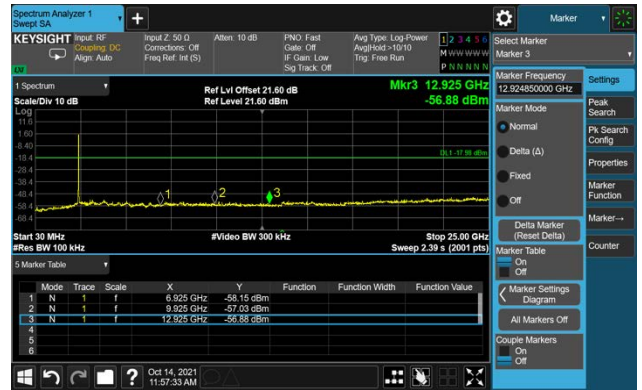 Spectrum Analyzer 1
Swept SA
Marker
KEYSIGHT
Input: RF
Coupling: DC
Align: Auto
Input Z: 50 Ω
Corrections: Off
Freq Ref: Int (S)
Atten: 10 dB
PNO: Fast
Gate: Off
IF Gain: Low
Sig Track: Off
Avg Type: Log-Power
Avg|Hold:>10/10
Trig: Free Run
1 2 3 4 5 6
M W W W W W
P N N N N N
Select Marker
Marker 3
1 Spectrum
Scale/Div 10 dB
Ref Lvl Offset 21.60 dB
Ref Level 21.60 dBm
Mkr3 12.925 GHz
-56.88 dBm
Log
11.6
1.60
-8.40
-18.4
-28.4
-38.4
-48.4
-58.4
-68.4
DL1 -17.98 dBm
1
2
3
Start 30 MHz
#Res BW 100 kHz
#Video BW 300 kHz
Stop 25.00 GHz
Sweep 2.39 s (2001 pts)
5 Marker Table
Mode Trace Scale X Y Function Function Width Function Value
1 N 1 f 6.925 GHz -58.15 dBm
2 N 1 f 9.925 GHz -57.03 dBm
3 N 1 f 12.925 GHz -56.88 dBm
4
5
6
Marker Frequency
12.924850000 GHz
Marker Mode
Normal
Delta (Δ)
Fixed
Off
Delta Marker
(Reset Delta)
Marker Table
On
Off
Marker Settings
Diagram
All Markers Off
Couple Markers
On
Off
Settings
Peak
Search
Pk Search
Config
Properties
Marker
Function
Marker→
Counter
?
Oct 14, 2021
11:57:33 AM